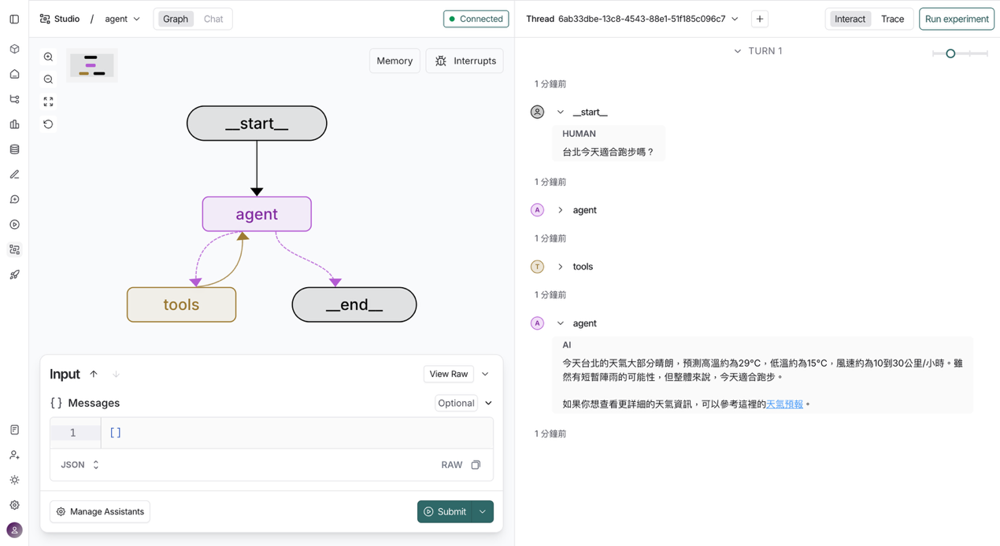 Studio / agent
Graph Chat
Connected
Memory
Interrupts
__start__
agent
tools
__end__
Input
View Raw
{ } Messages
Optional
1 []
JSON
RAW
Manage Assistants
Submit
Thread 6ab33dbe-13c8-4543-88e1-51f185c096c7
+
Interact Trace
Run experiment
TURN 1
1 分鐘前
__start__
HUMAN
台北今天適合跑步嗎？
1 分鐘前
A agent
1 分鐘前
T tools
1 分鐘前
A agent
AI
今天台北的天氣大部分晴朗，預測高溫約為29°C，低溫約為15°C，風速約為10到30公里/小時。雖
然有短暫陣雨的可能性，但整體來說，今天適合跑步。
如果你想查看更詳細的天氣資訊，可以參考這裡的天氣預報。
1 分鐘前